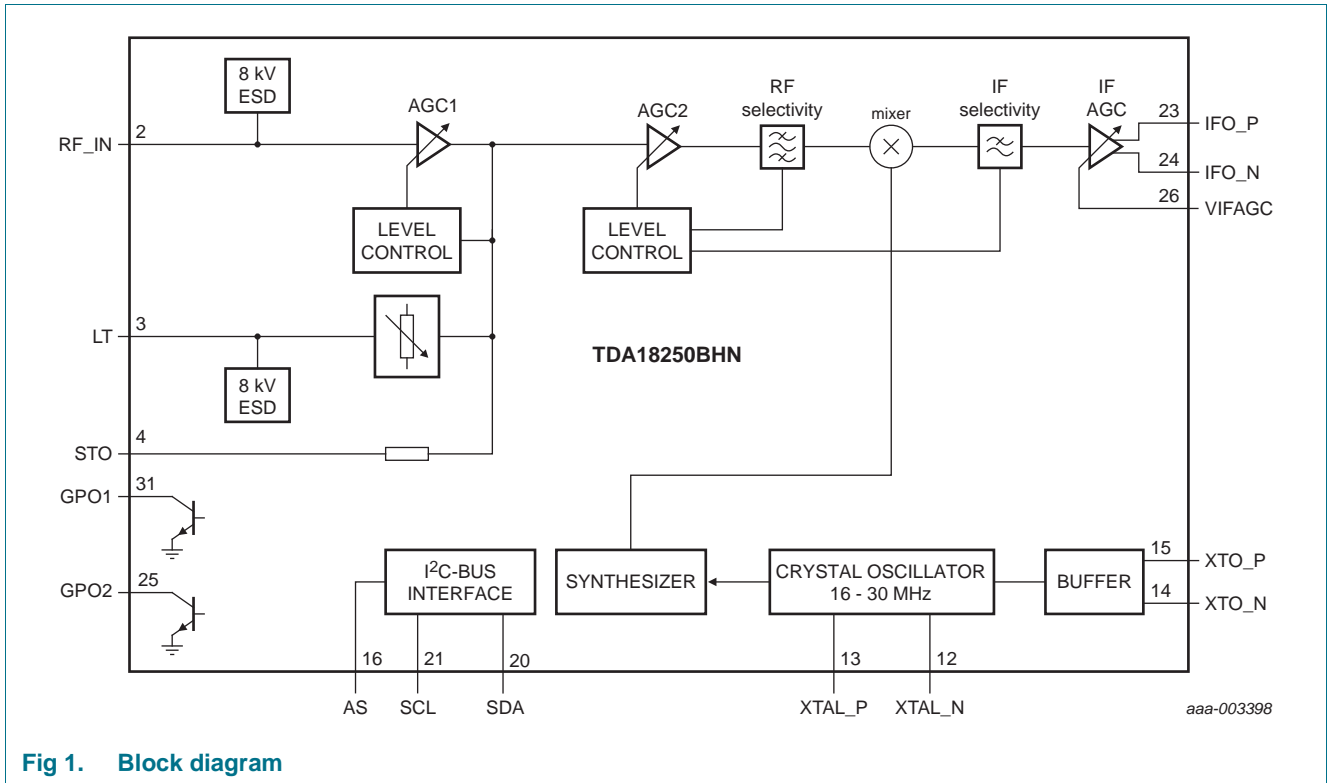 8 kV
ESD
AGC1
AGC2
RF
selectivity
mixer
IF
selectivity
IF
AGC
23
IFO_P
24
IFO_N
26
VIFAGC
RF_IN
2
LEVEL
CONTROL
LEVEL
CONTROL
LT
3
8 kV
ESD
TDA18250BHN
STO
4
GPO1
31
GPO2
25
I2C-BUS
INTERFACE
SYNTHESIZER
CRYSTAL OSCILLATOR
16 - 30 MHz
BUFFER
15
XTO_P
14
XTO_N
16
21
20
13
12
AS
SCL
SDA
XTAL_P
XTAL_N
aaa-003398
Fig 1. Block diagram